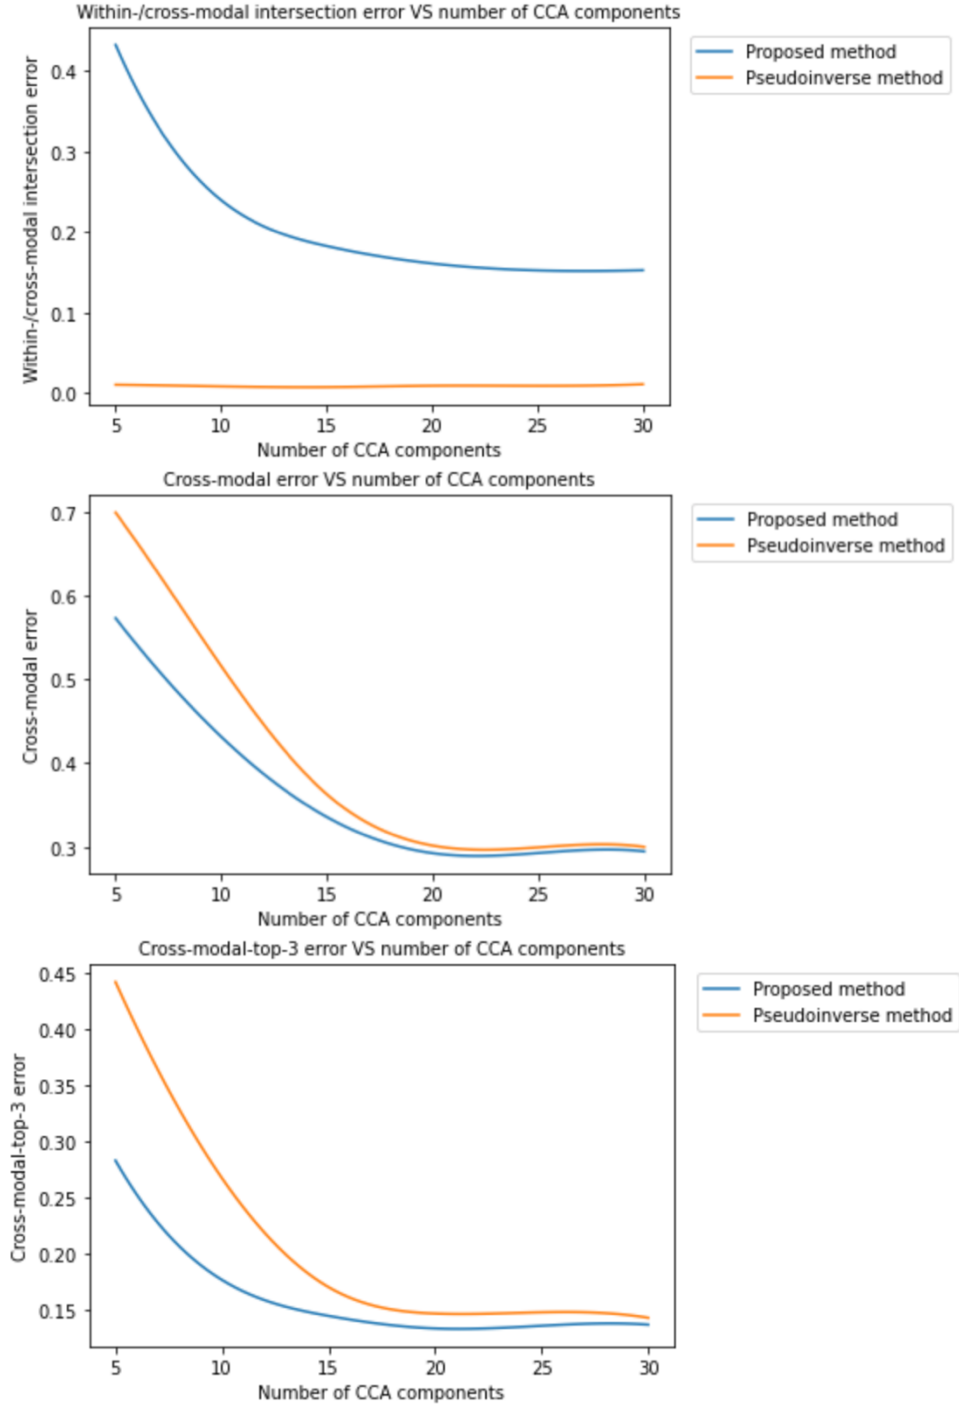 Within-/cross-modal intersection error VS number of CCA components
Within-/cross-modal intersection error
0.4
0.3
0.2
0.1
0.0
5 10 15 20 25 30
Number of CCA components
Proposed method
Pseudoinverse method
Cross-modal error VS number of CCA components
Cross-modal error
0.7
0.6
0.5
0.4
0.3
5 10 15 20 25 30
Number of CCA components
Proposed method
Pseudoinverse method
Cross-modal-top-3 error VS number of CCA components
Cross-modal-top-3 error
0.45
0.40
0.35
0.30
0.25
0.20
0.15
5 10 15 20 25 30
Number of CCA components
Proposed method
Pseudoinverse method